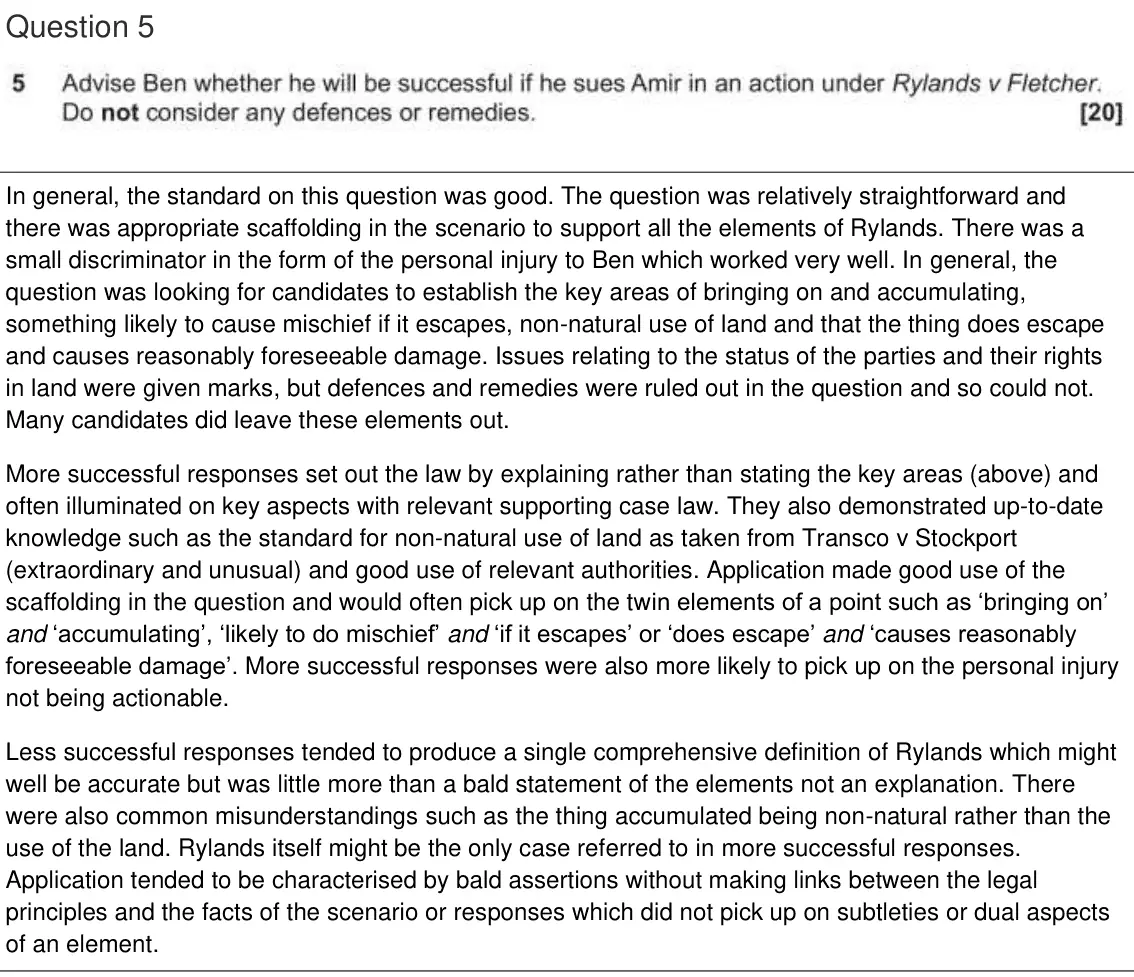 Question 5
5 Advise Ben whether he will be successful if he sues Amir in an action under Rylands v Fletcher.
Do not consider any defences or remedies. [20]
In general, the standard on this question was good. The question was relatively straightforward and
there was appropriate scaffolding in the scenario to support all the elements of Rylands. There was a
small discriminator in the form of the personal injury to Ben which worked very well. In general, the
question was looking for candidates to establish the key areas of bringing on and accumulating,
something likely to cause mischief if it escapes, non-natural use of land and that the thing does escape
and causes reasonably foreseeable damage. Issues relating to the status of the parties and their rights
in land were given marks, but defences and remedies were ruled out in the question and so could not.
Many candidates did leave these elements out.
More successful responses set out the law by explaining rather than stating the key areas (above) and
often illuminated on key aspects with relevant supporting case law. They also demonstrated up-to-date
knowledge such as the standard for non-natural use of land as taken from Transco v Stockport
(extraordinary and unusual) and good use of relevant authorities. Application made good use of the
scaffolding in the question and would often pick up on the twin elements of a point such as ‘bringing on’
and ‘accumulating’, ‘likely to do mischief’ and ‘if it escapes’ or ‘does escape’ and ‘causes reasonably
foreseeable damage’. More successful responses were also more likely to pick up on the personal injury
not being actionable.
Less successful responses tended to produce a single comprehensive definition of Rylands which might
well be accurate but was little more than a bald statement of the elements not an explanation. There
were also common misunderstandings such as the thing accumulated being non-natural rather than the
use of the land. Rylands itself might be the only case referred to in more successful responses.
Application tended to be characterised by bald assertions without making links between the legal
principles and the facts of the scenario or responses which did not pick up on subtleties or dual aspects
of an element.